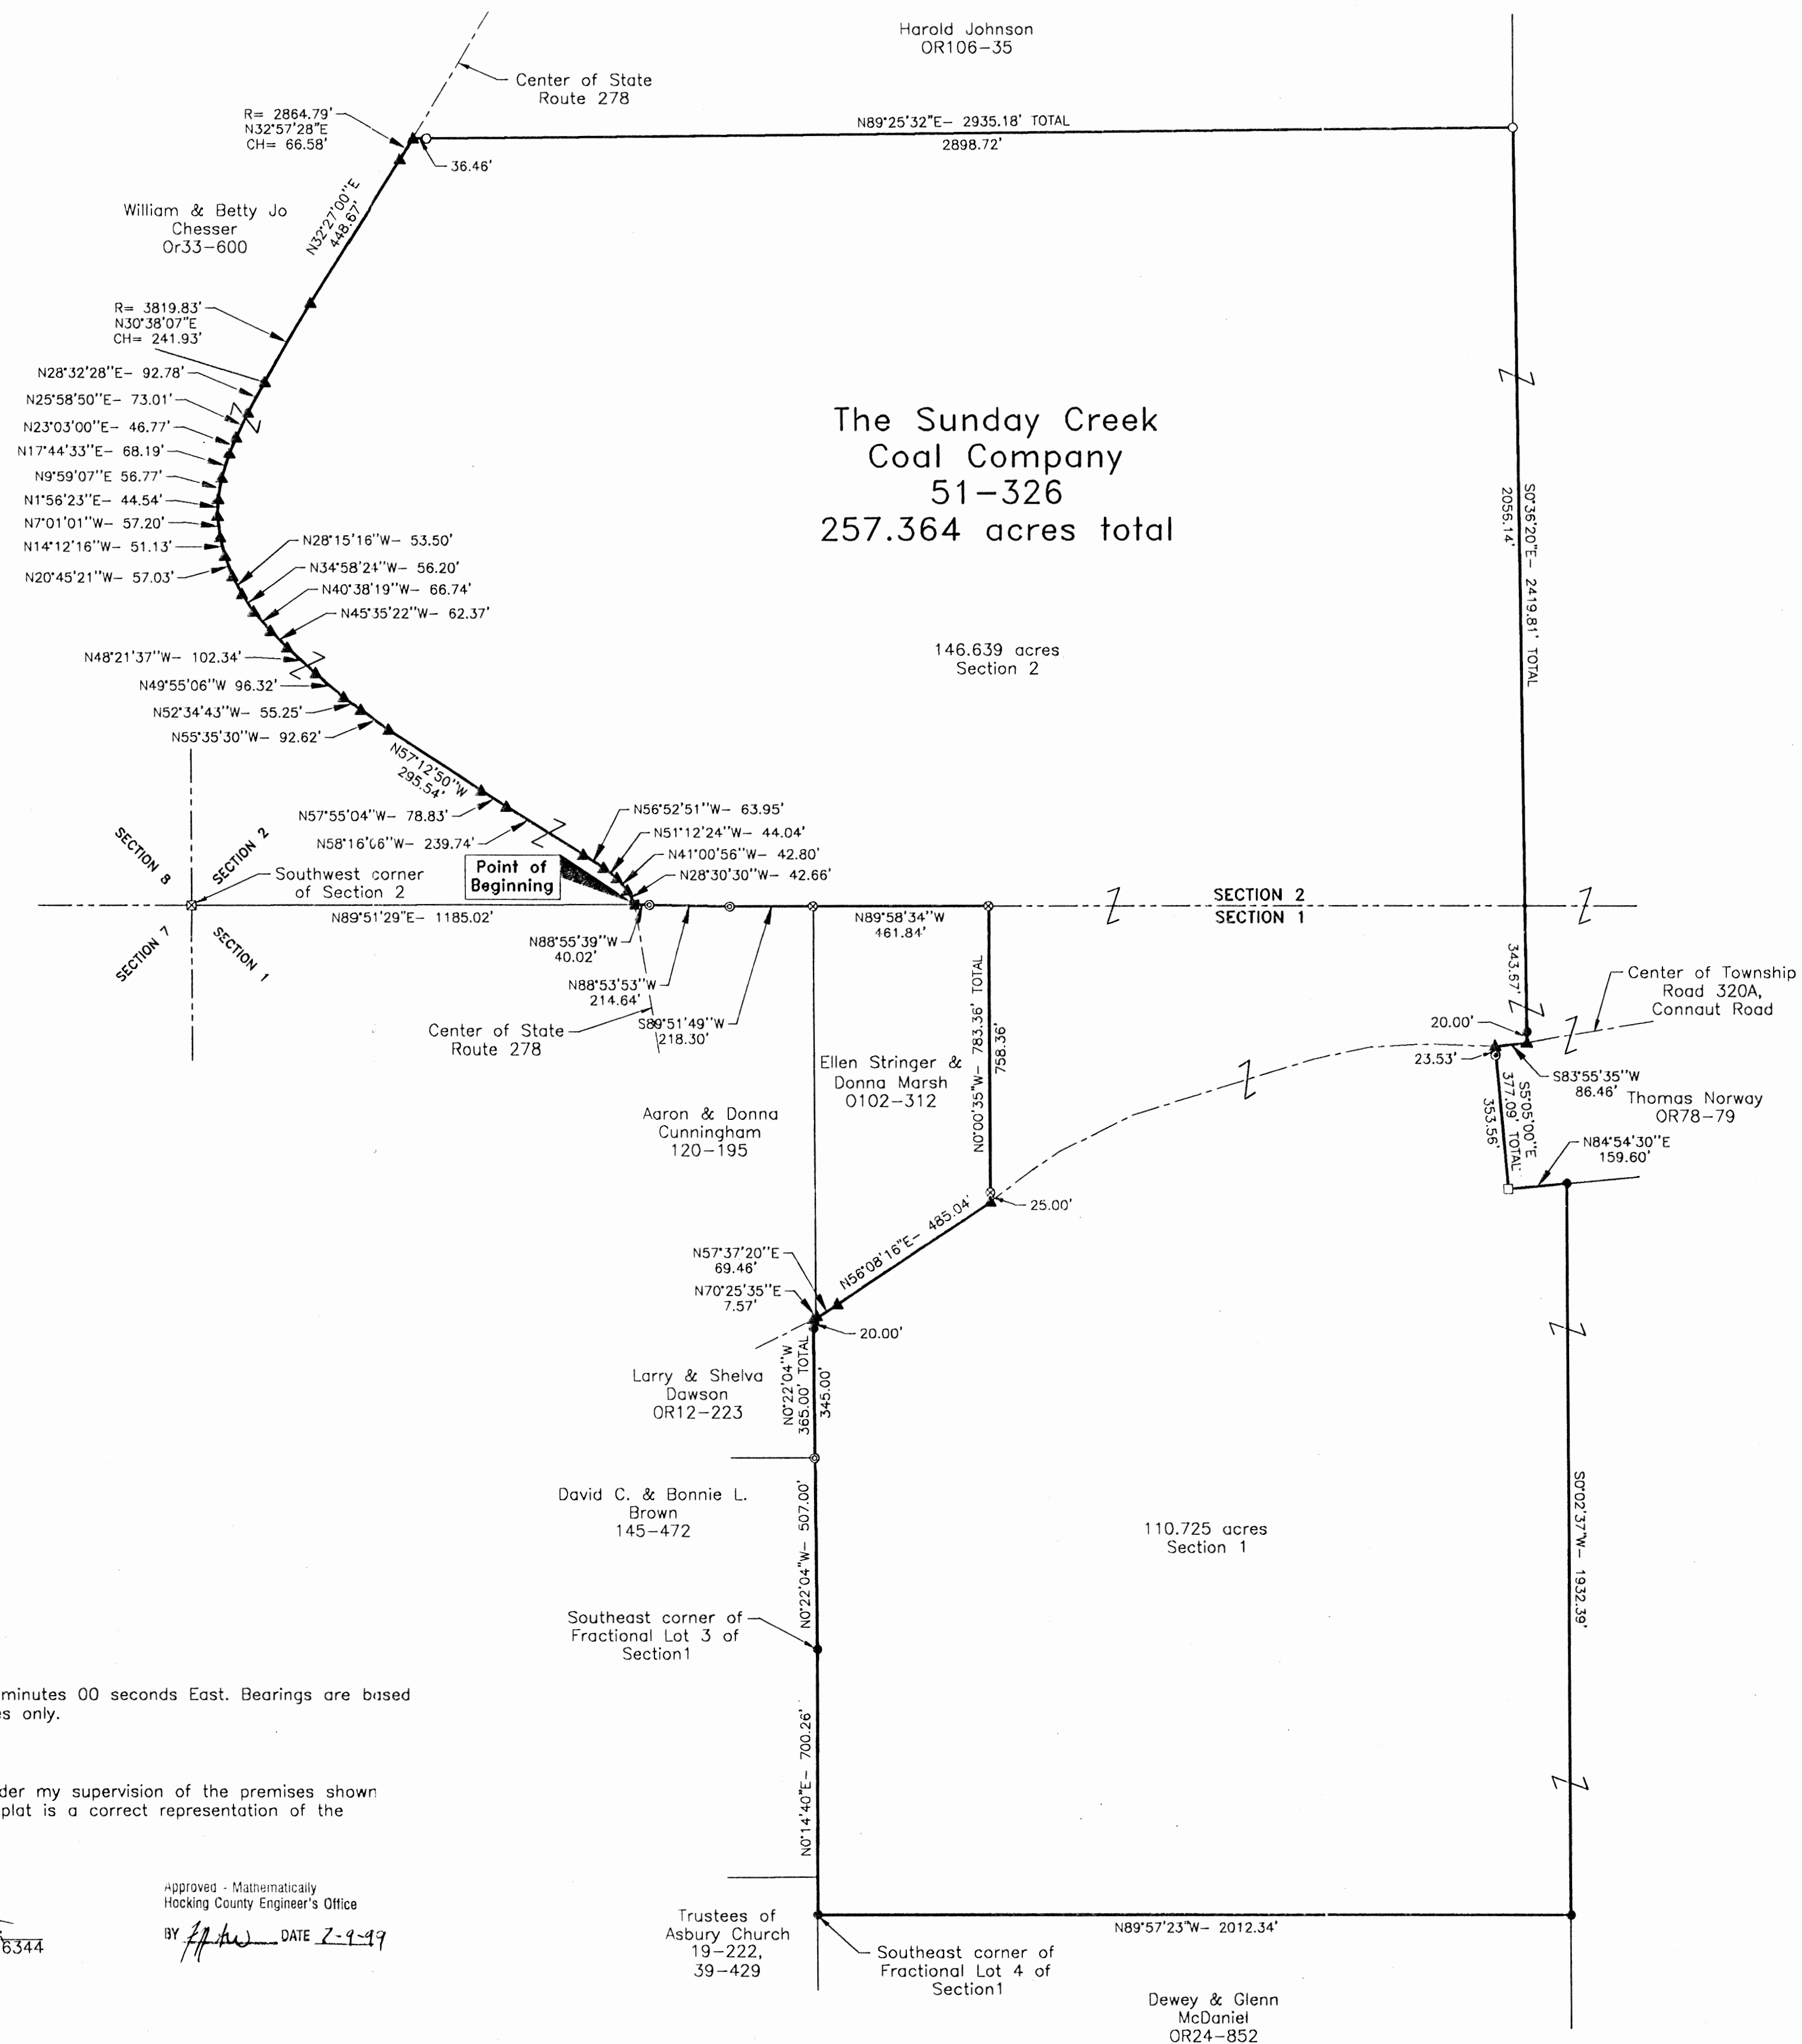 Harold Johnson
OR106-35
Center of State
Route 278
R= 2864.79'
N32°57'28"E
CH= 66.58'
N89°25'32"E- 2935.18' TOTAL
2898.72'
36.46'
N32°27'00"E
448.67'
William & Betty Jo
Chesser
Or33-600
R= 3819.83'
N30°38'07"E
CH= 241.93'
N28°32'28"E- 92.78'
N25°58'50"E- 73.01'
N23°03'00"E- 46.77'
N17°44'33"E- 68.19'
N9°59'07"E 56.77'
N1°56'23"E- 44.54'
N7°01'01"W- 57.20'
N14°12'16"W- 51.13'
N20°45'21"W- 57.03'
N28°15'16"W- 53.50'
N34°58'24"W- 56.20'
N40°38'19"W- 66.74'
N45°35'22"W- 62.37'
N48°21'37"W- 102.34'
N49°55'06"W 96.32'
N52°34'43"W- 55.25'
N55°35'30"W- 92.62'
N57°12'50"W
295.54'
N57°55'04"W- 78.83'
N58°16'06"W- 239.74'
N56°52'51"W- 63.95'
N51°12'24"W- 44.04'
N41°00'56"W- 42.80'
N28°30'30"W- 42.66'
The Sunday Creek
Coal Company
51-326
257.364 acres total
146.639 acres
Section 2
S0°36'20"E- 2419.81' TOTAL
2056.14'
343.67'
Point of
Beginning
SECTION 8
SECTION 2
SECTION 7
SECTION 1
Southwest corner
of Section 2
N89°51'29"E- 1185.02'
N88°55'39"W
40.02'
N88°53'53"W
214.64'
S89°51'49"W
218.30'
N89°58'34"W
461.84'
SECTION 2
SECTION 1
Center of State
Route 278
N0°00'35"W- 783.36' TOTAL
758.36'
Ellen Stringer &
Donna Marsh
O102-312
Aaron & Donna
Cunningham
120-195
Center of Township
Road 320A,
Connaut Road
20.00'
23.53'
S83°55'35"W
86.46'
Thomas Norway
OR78-79
S5°05'00"E
377.09' TOTAL
353.56'
N84°54'30"E
159.60'
25.00'
N56°08'16"E- 485.04'
N57°37'20"E
69.46'
N70°25'35"E
7.57'
20.00'
N0°22'04"W
365.00' TOTAL
345.00'
Larry & Shelva
Dawson
OR12-223
David C. & Bonnie L.
Brown
145-472
N0°22'04"W- 507.00'
110.725 acres
Section 1
S0°02'37"W- 1932.39'
Southeast corner of
Fractional Lot 3 of
Section1
N0°14'40"E- 700.26'
minutes 00 seconds East. Bearings are based
es only.
der my supervision of the premises shown
plat is a correct representation of the
Approved - Mathematically
Hocking County Engineer's Office
BY DATE 2-9-99
6344
Trustees of
Asbury Church
19-222,
39-429
N89°57'23"W- 2012.34'
Southeast corner of
Fractional Lot 4 of
Section1
Dewey & Glenn
McDaniel
OR24-852